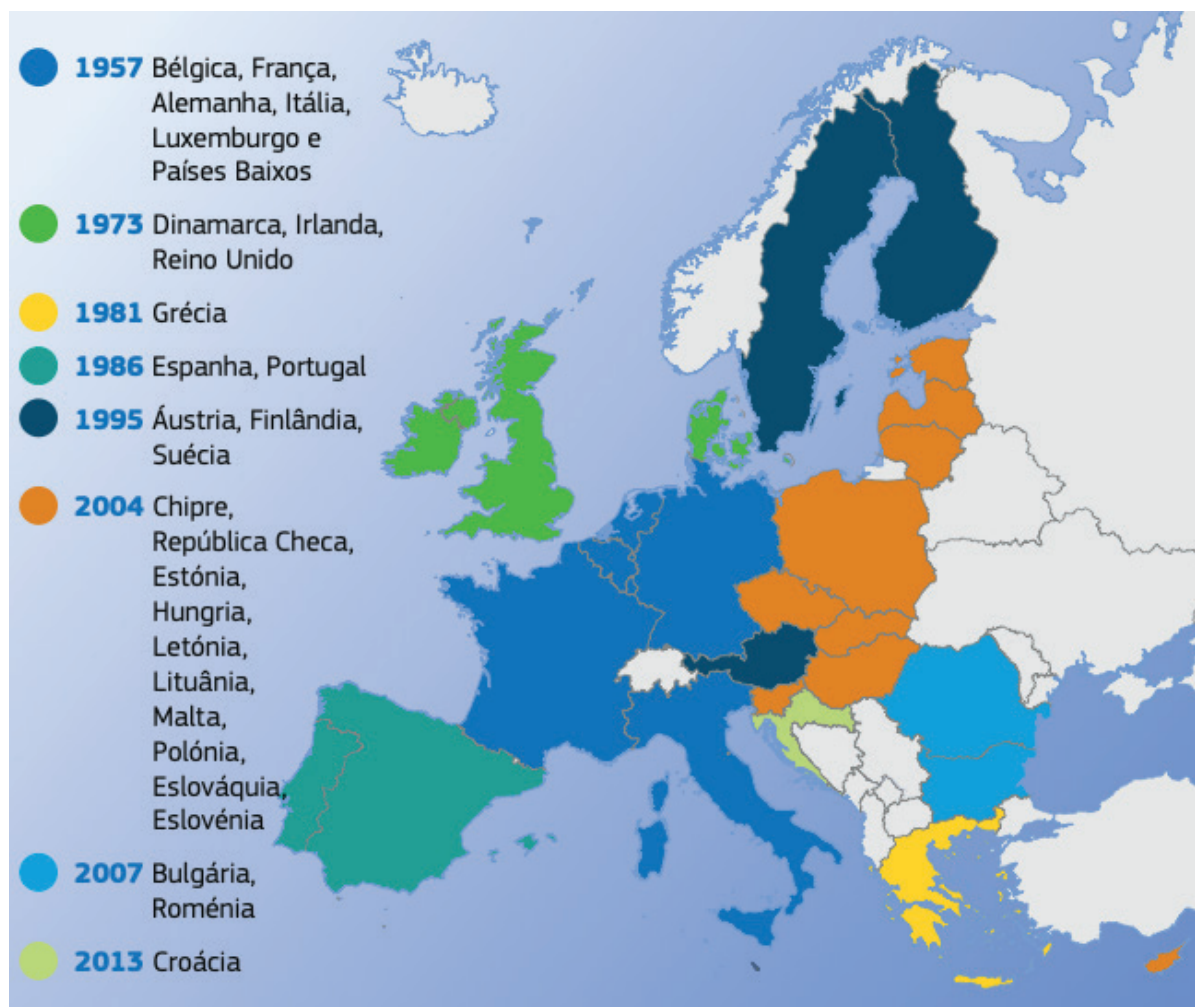 1957 Bélgica, França,
Alemanha, Itália,
Luxemburgo e
Países Baixos
1973 Dinamarca, Irlanda,
Reino Unido
1981 Grécia
1986 Espanha, Portugal
1995 Áustria, Finlândia,
Suécia
2004 Chipre,
República Checa,
Estónia,
Hungria,
Letónia,
Lituânia,
Malta,
Polónia,
Eslováquia,
Eslovénia
2007 Bulgária,
Roménia
2013 Croácia